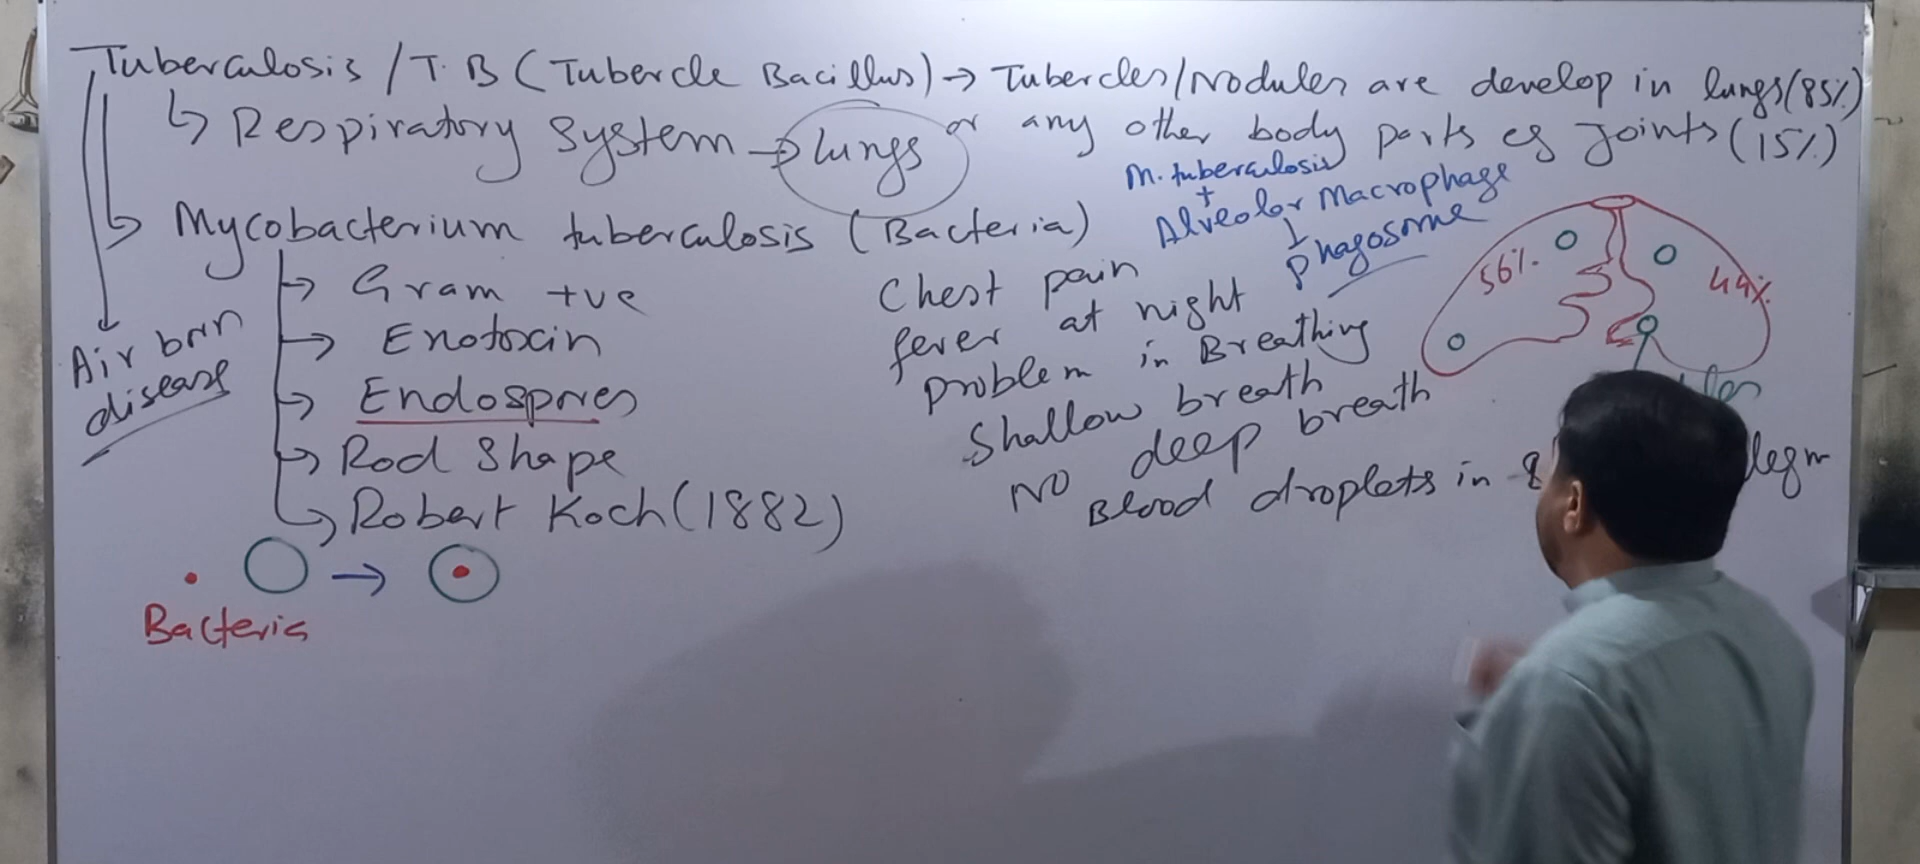 Tuberculosis / T.B (Tubercle Bacillus) → Tubercles/Nodules are develop in lungs (85%)
↳ Respiratory system → lungs or any other body parts eg Joints (15%)
M. tuberculosis
+
Alveolar Macrophage
↓
Phagosome
↳ Mycobacterium tuberculosis (Bacteria)
→ Gram +ve
→ Enotoxin
→ Endospores
→ Rod Shape
→ Robert Koch (1882)
Air born
disease
Chest pain
fever at night
Problem in Breathing
Shallow breath
NO deep breath
Blood droplets in
56%
44%
Bacteria